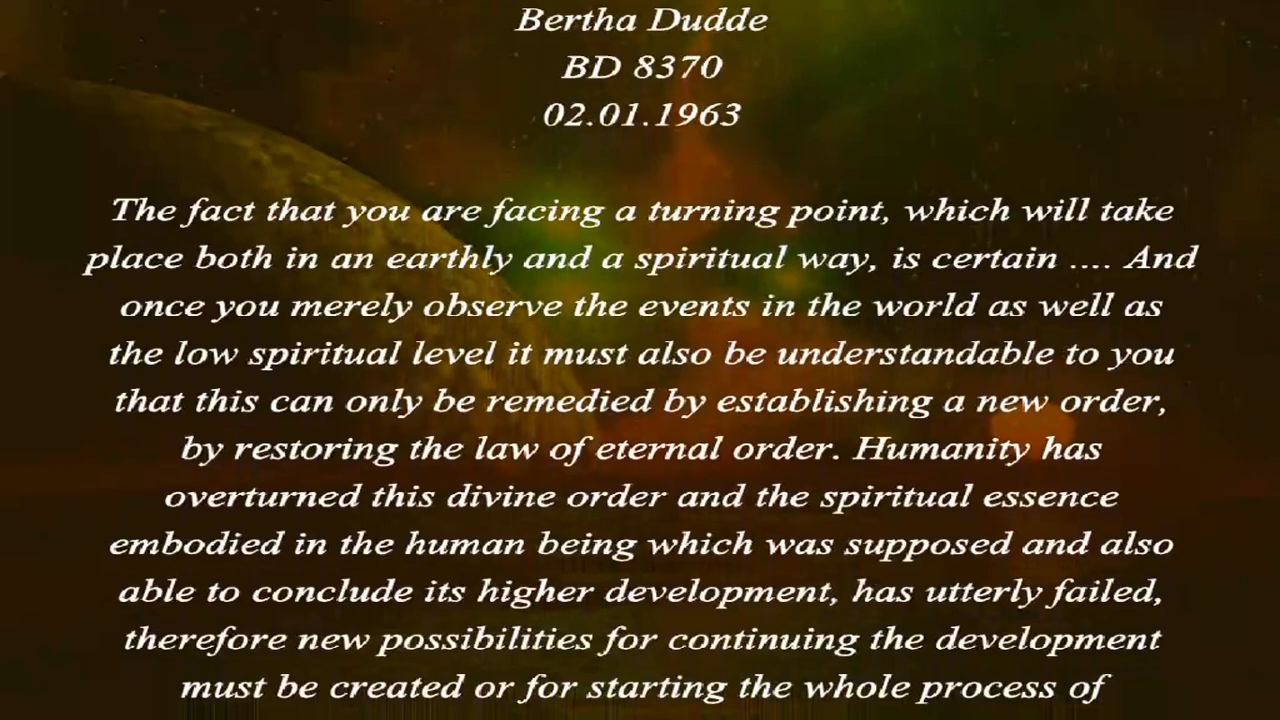 Bertha Dudde
BD 8370
02.01.1963
The fact that you are facing a turning point, which will take
place both in an earthly and a spiritual way, is certain .... And
once you merely observe the events in the world as well as
the low spiritual level it must also be understandable to you
that this can only be remedied by establishing a new order,
by restoring the law of eternal order. Humanity has
overturned this divine order and the spiritual essence
embodied in the human being which was supposed and also
able to conclude its higher development, has utterly failed,
therefore new possibilities for continuing the development
must be created or for starting the whole process of